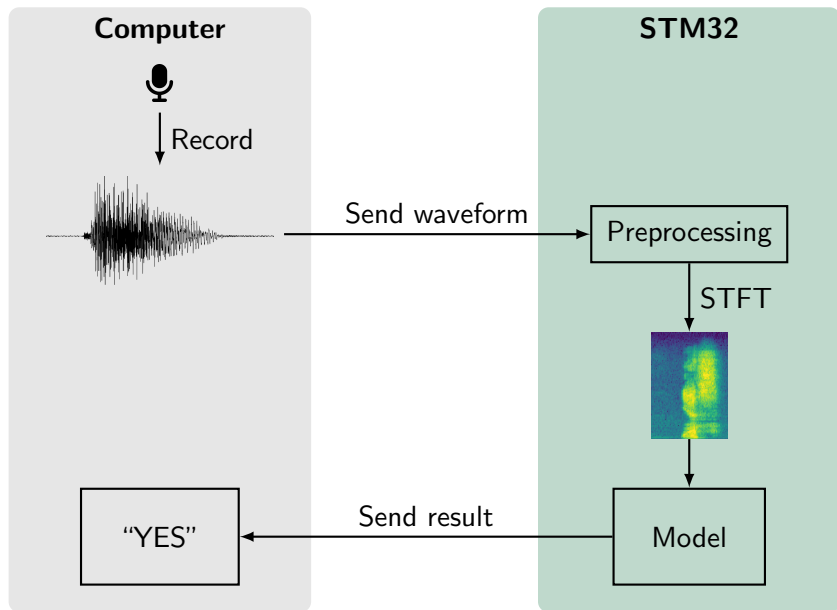 Computer
STM32
Record
Send waveform
Preprocessing
STFT
Send result
“YES”
Model